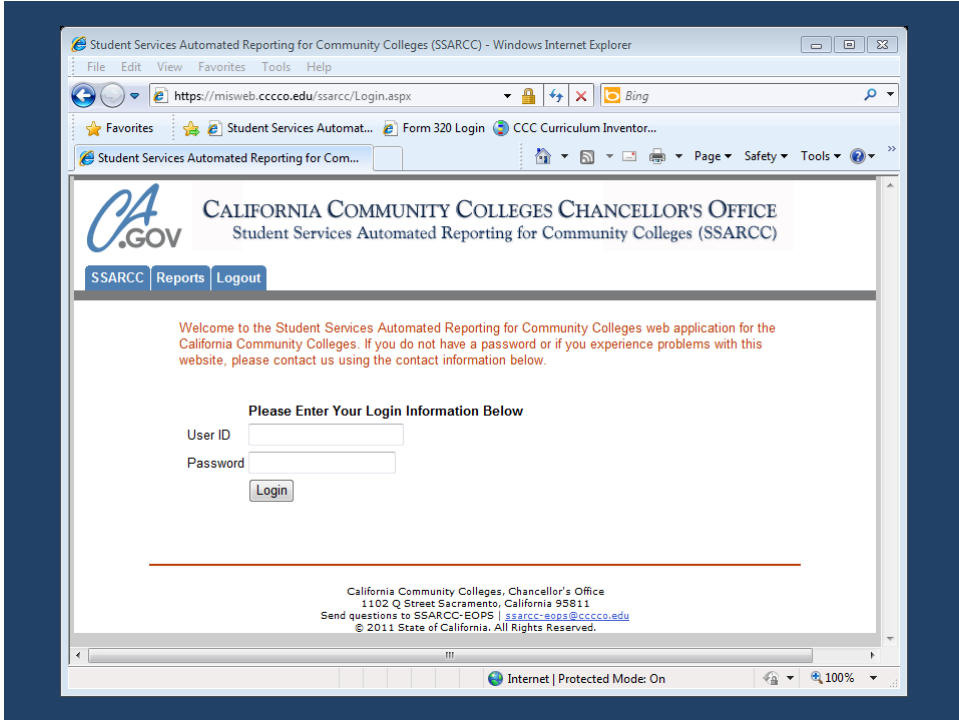 Student Services Automated Reporting for Community Colleges (SSARCC) - Windows Internet Explorer
File Edit View Favorites Tools Help
https://misweb.cccco.edu/ssarcc/Login.aspx Bing
Favorites Student Services Automat... Form 320 Login CCC Curriculum Inventor...
Student Services Automated Reporting for Com... Page Safety Tools
CA.GOV
CALIFORNIA COMMUNITY COLLEGES CHANCELLOR'S OFFICE
Student Services Automated Reporting for Community Colleges (SSARCC)
SSARCC Reports Logout
Welcome to the Student Services Automated Reporting for Community Colleges web application for the
California Community Colleges. If you do not have a password or if you experience problems with this
website, please contact us using the contact information below.
Please Enter Your Login Information Below
User ID
Password
Login
California Community Colleges, Chancellor's Office
1102 Q Street Sacramento, California 95811
Send questions to SSARCC-EOPS | ssarcc-eops@cccco.edu
© 2011 State of California. All Rights Reserved.
Internet | Protected Mode: On 100%